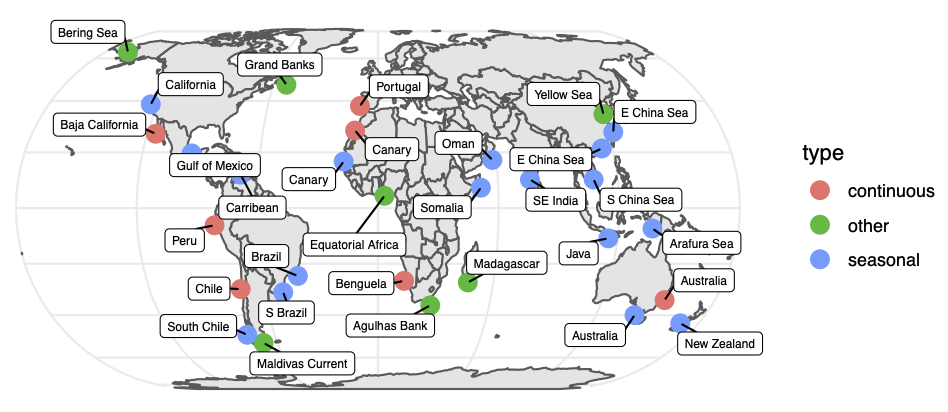 Bering Sea
Grand Banks
California
Portugal
Yellow Sea
E China Sea
Baja California
Canary
Oman
E China Sea
Gulf of Mexico
Canary
SE India
S China Sea
Carribean
Somalia
Peru
Equatorial Africa
Arafura Sea
Brazil
Java
Madagascar
Chile
Benguela
Australia
S Brazil
South Chile
Agulhas Bank
Australia
New Zealand
Maldivas Current
type
continuous
other
seasonal